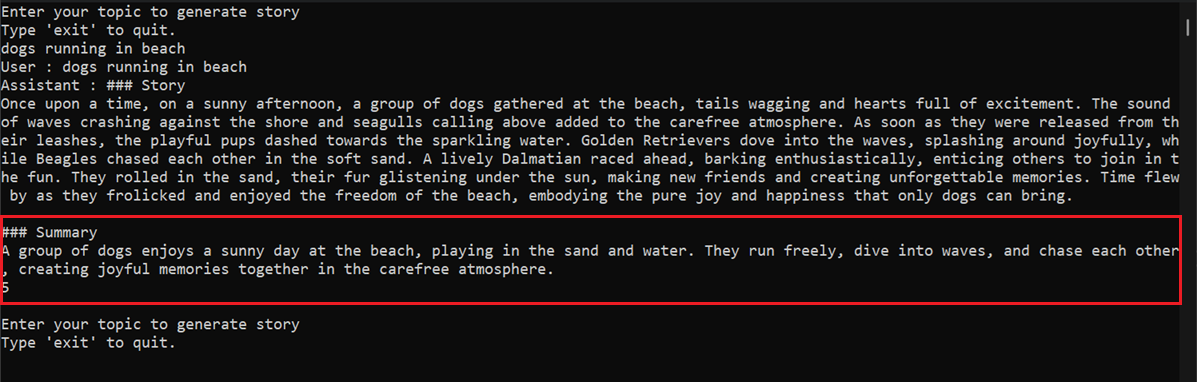 Enter your topic to generate story
Type 'exit' to quit.
dogs running in beach
User : dogs running in beach
Assistant : ### Story
Once upon a time, on a sunny afternoon, a group of dogs gathered at the beach, tails wagging and hearts full of excitement. The sound
of waves crashing against the shore and seagulls calling above added to the carefree atmosphere. As soon as they were released from th
eir leashes, the playful pups dashed towards the sparkling water. Golden Retrievers dove into the waves, splashing around joyfully, wh
ile Beagles chased each other in the soft sand. A lively Dalmatian raced ahead, barking enthusiastically, enticing others to join in t
he fun. They rolled in the sand, their fur glistening under the sun, making new friends and creating unforgettable memories. Time flew
by as they frolicked and enjoyed the freedom of the beach, embodying the pure joy and happiness that only dogs can bring.
### Summary
A group of dogs enjoys a sunny day at the beach, playing in the sand and water. They run freely, dive into waves, and chase each other
, creating joyful memories together in the carefree atmosphere.
5
Enter your topic to generate story
Type 'exit' to quit.